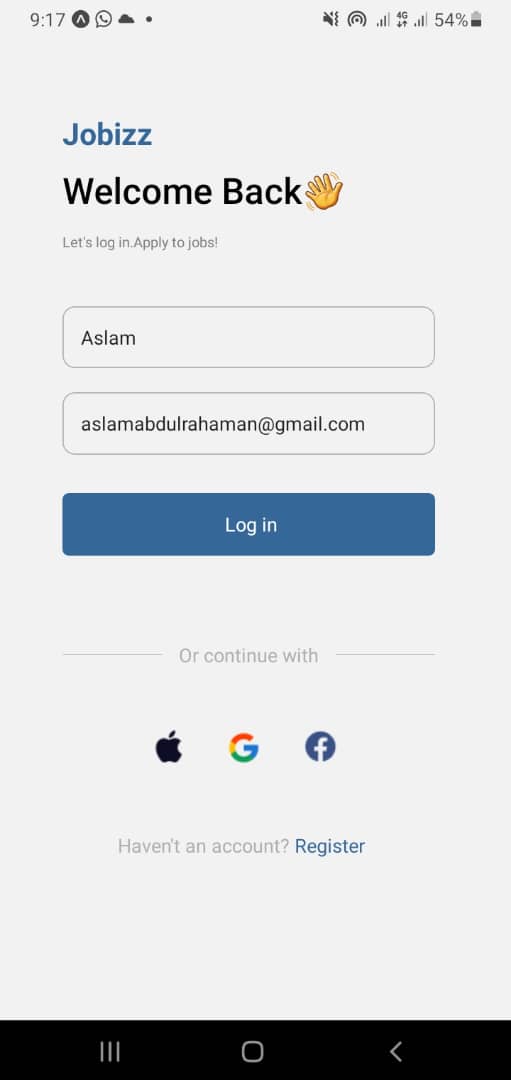 9:17 4G 54%
Jobizz
Welcome Back👋
Let's log in.Apply to jobs!
Aslam
aslamabdulrahaman@gmail.com
Log in
Or continue with
Haven't an account? Register